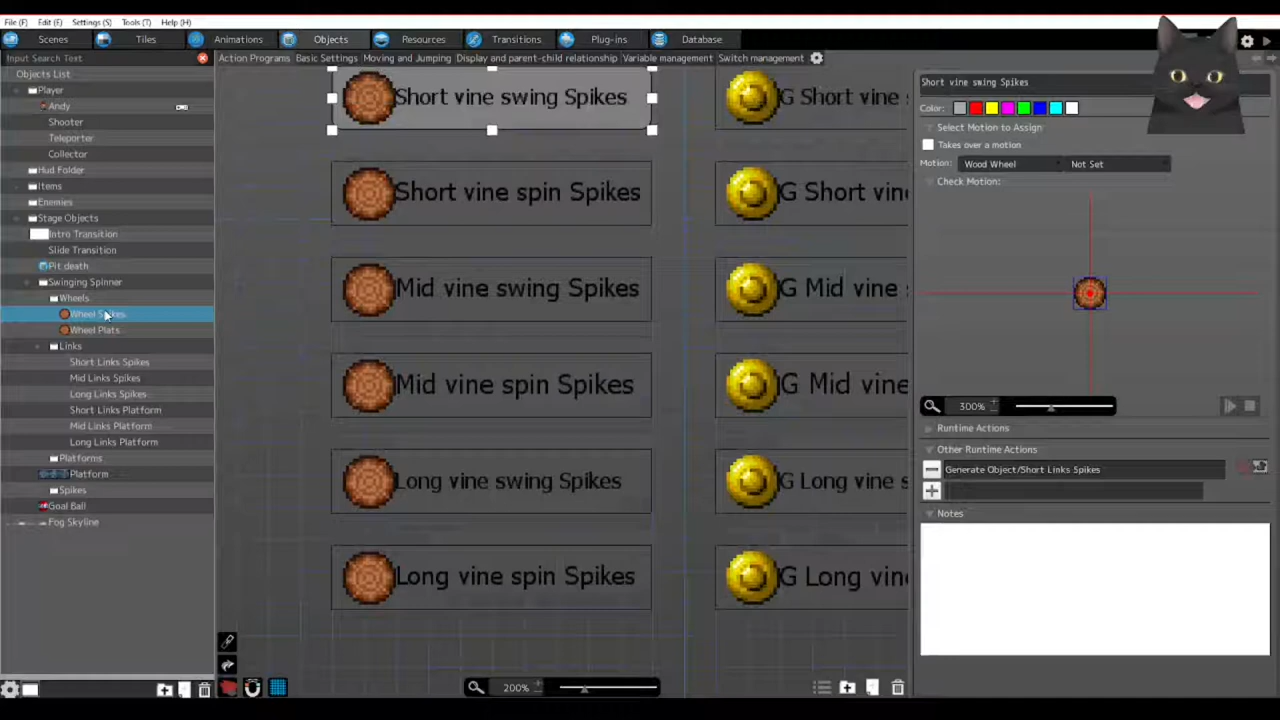 File (F) Edit (E) Settings (S) Tools (T) Help (H)
Scenes Tiles Animations Objects Resources Transitions Plug-ins Database
Input Search Text
Action Programs Basic Settings Moving and Jumping Display and parent-child relationship Variable management Switch management
Objects List
Player
Andy
Shooter
Teleporter
Collector
Hud Folder
Items
Enemies
Stage Objects
Intro Transition
Slide Transition
Pit death
Swinging Spinner
Wheels
Wheel Spikes
Wheel Plats
Links
Short Links Spikes
Mid Links Spikes
Long Links Spikes
Short Links Platform
Mid Links Platform
Long Links Platform
Platforms
Platform
Spikes
Goal Ball
Fog Skyline
Short vine swing Spikes
Short vine spin Spikes
Mid vine swing Spikes
Mid vine spin Spikes
Long vine swing Spikes
Long vine spin Spikes
G Short vine
G Short vine
G Mid vine
G Mid vine
G Long vine
G Long vine
200%
Short vine swing Spikes
Color:
Select Motion to Assign
Takes over a motion
Motion: Wood Wheel Not Set
Check Motion:
300%
Runtime Actions
Other Runtime Actions
Generate Object/Short Links Spikes
Notes